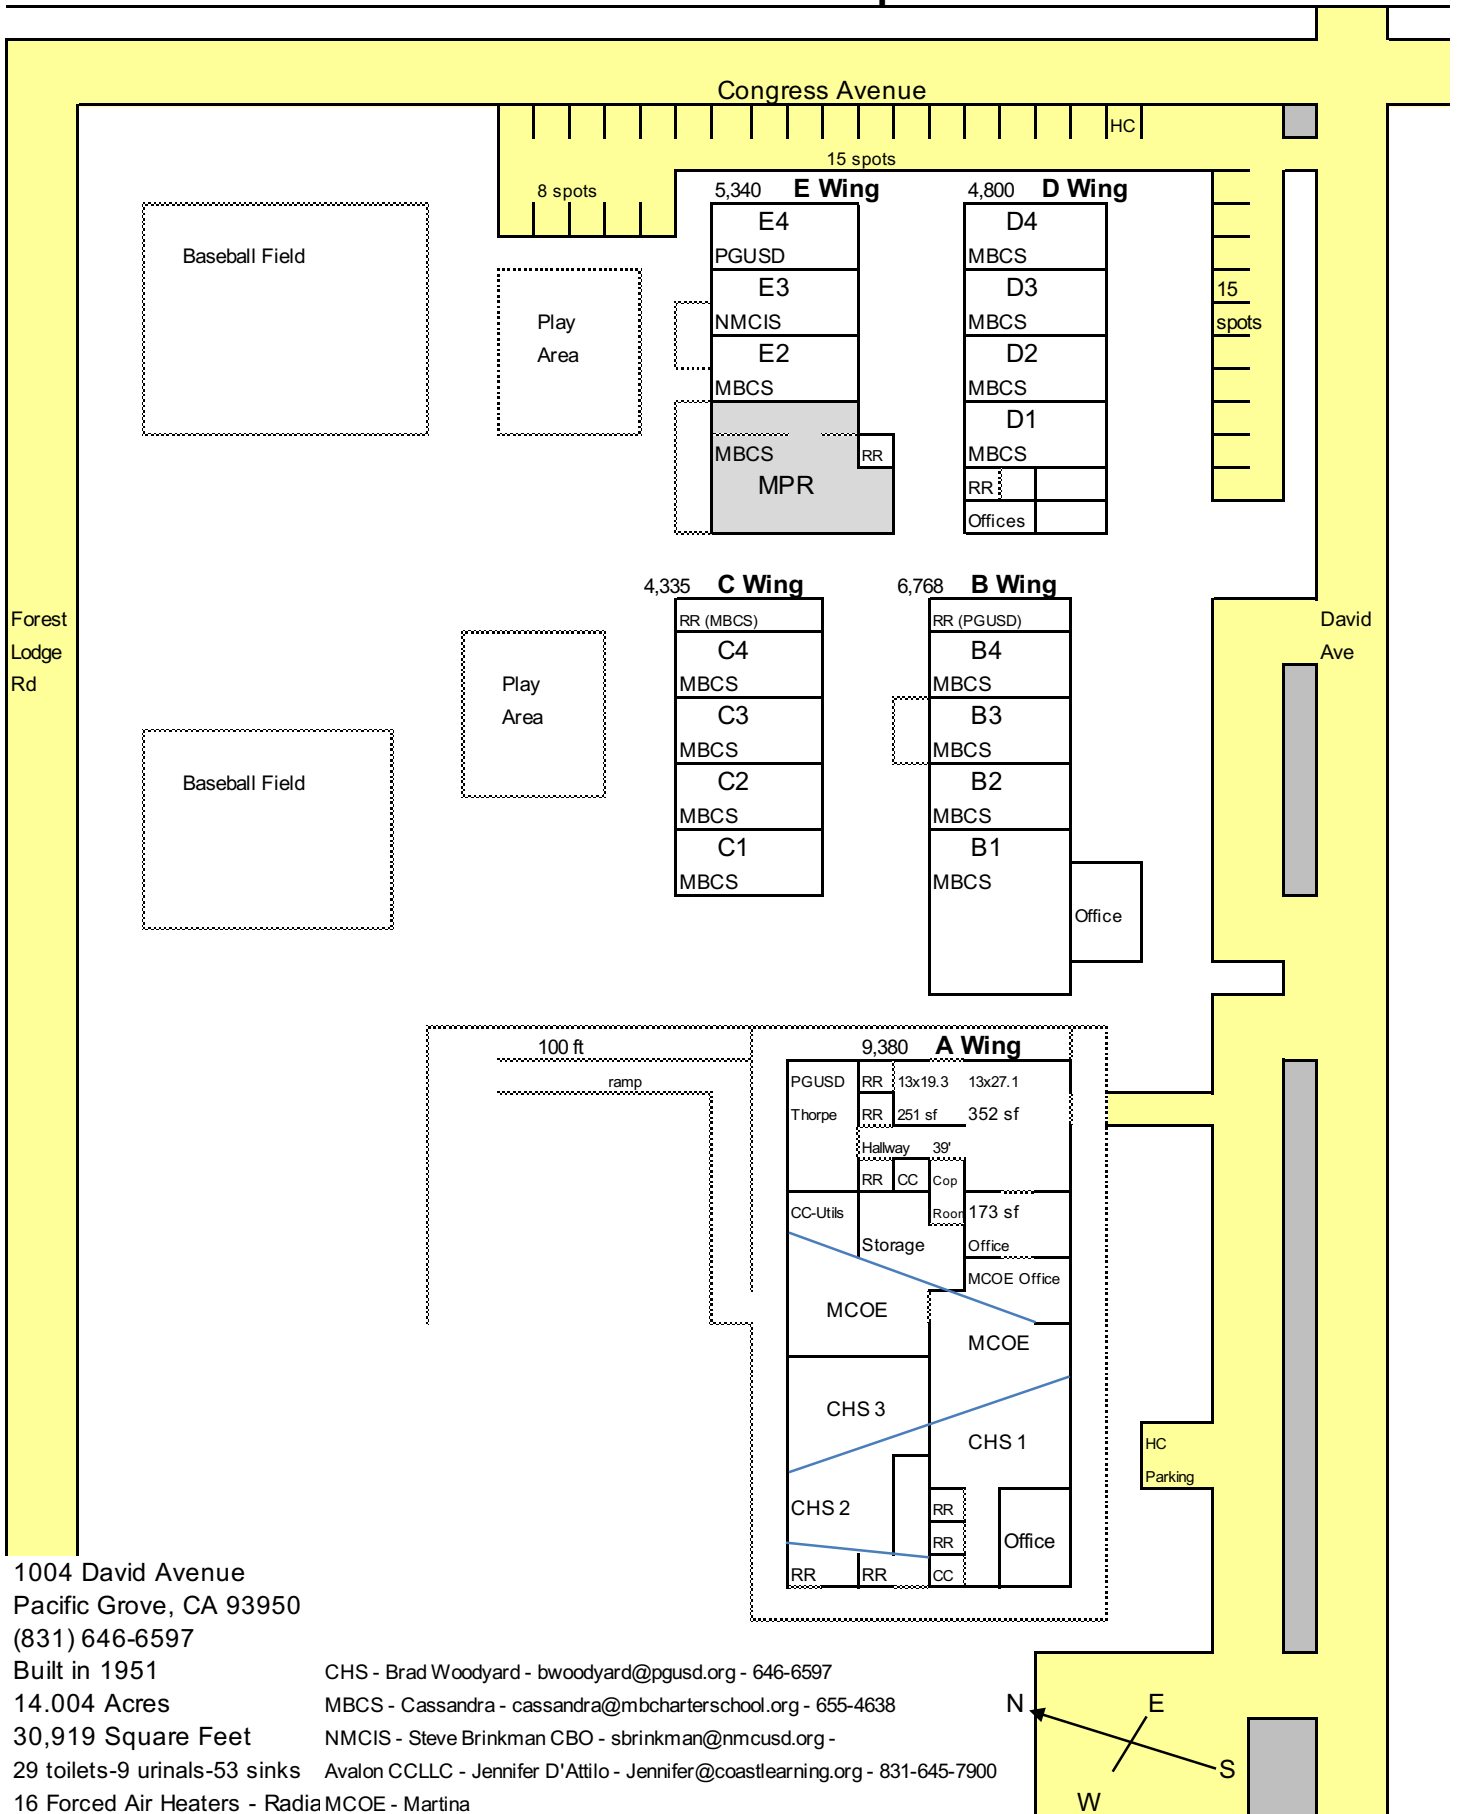 Congress Avenue
HC
15 spots
8 spots
5,340 E Wing
4,800 D Wing
E4
PGUSD
E3
NMCIS
E2
MBCS
MBCS
RR
MPR
D4
MBCS
D3
MBCS
D2
MBCS
D1
MBCS
RR
Offices
15
spots
Baseball Field
Play
Area
Forest
Lodge
Rd
David
Ave
4,335 C Wing
RR (MBCS)
C4
MBCS
C3
MBCS
C2
MBCS
C1
MBCS
6,768 B Wing
RR (PGUSD)
B4
MBCS
B3
MBCS
B2
MBCS
B1
MBCS
Office
Play
Area
Baseball Field
100 ft
ramp
9,380 A Wing
PGUSD RR 13x19.3 13x27.1
Thorpe RR 251 sf 352 sf
Hallway 39'
RR CC Cop
CC-Utils Roor 173 sf
Storage Office
MCOE Office
MCOE
MCOE
CHS 3
CHS 1
HC
Parking
CHS 2 RR
RR Office
RR RR CC
1004 David Avenue
Pacific Grove, CA 93950
(831) 646-6597
Built in 1951
14.004 Acres
30,919 Square Feet
29 toilets-9 urinals-53 sinks
16 Forced Air Heaters - Radia
CHS - Brad Woodyard - bwoodyard@pgusd.org - 646-6597
MBCS - Cassandra - cassandra@mbcharterschool.org - 655-4638
NMCIS - Steve Brinkman CBO - sbrinkman@nmcusd.org -
Avalon CCLLC - Jennifer D'Attilo - Jennifer@coastlearning.org - 831-645-7900
MCOE - Martina
N
E
S
W